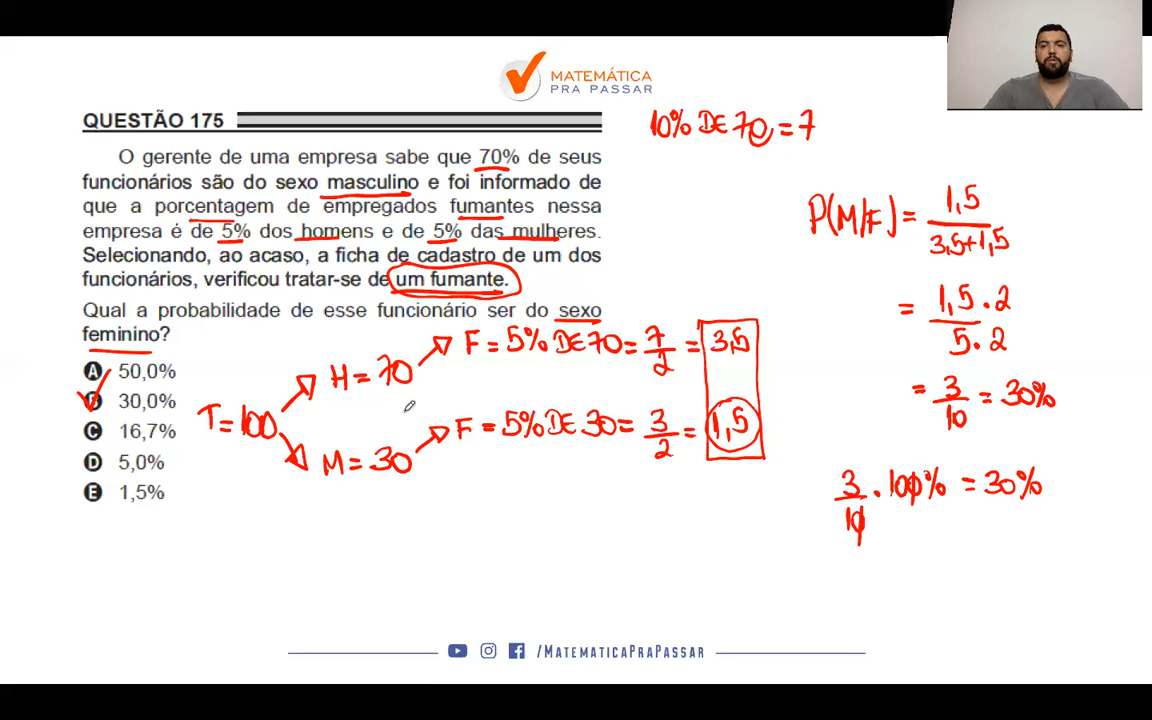 MATEMÁTICA
PRA PASSAR
QUESTÃO 175
O gerente de uma empresa sabe que 70% de seus
funcionários são do sexo masculino e foi informado de
que a porcentagem de empregados fumantes nessa
empresa é de 5% dos homens e de 5% das mulheres.
Selecionando, ao acaso, a ficha de cadastro de um dos
funcionários, verificou tratar-se de um fumante.
Qual a probabilidade de esse funcionário ser do sexo
feminino?
A 50,0%
B 30,0%
C 16,7%
D 5,0%
E 1,5%
T = 100
H = 70
F = 5% DE 70 = 7/2 = 3,5
M = 30
F = 5% DE 30 = 3/2 = 1,5
10% DE 70 = 7
P(M/F) = 1,5 / 3,5+1,5
= 1,5 . 2 / 5 . 2
= 3/10 = 30%
3/10 . 100% = 30%
/MATEMATICAPRAPASSAR